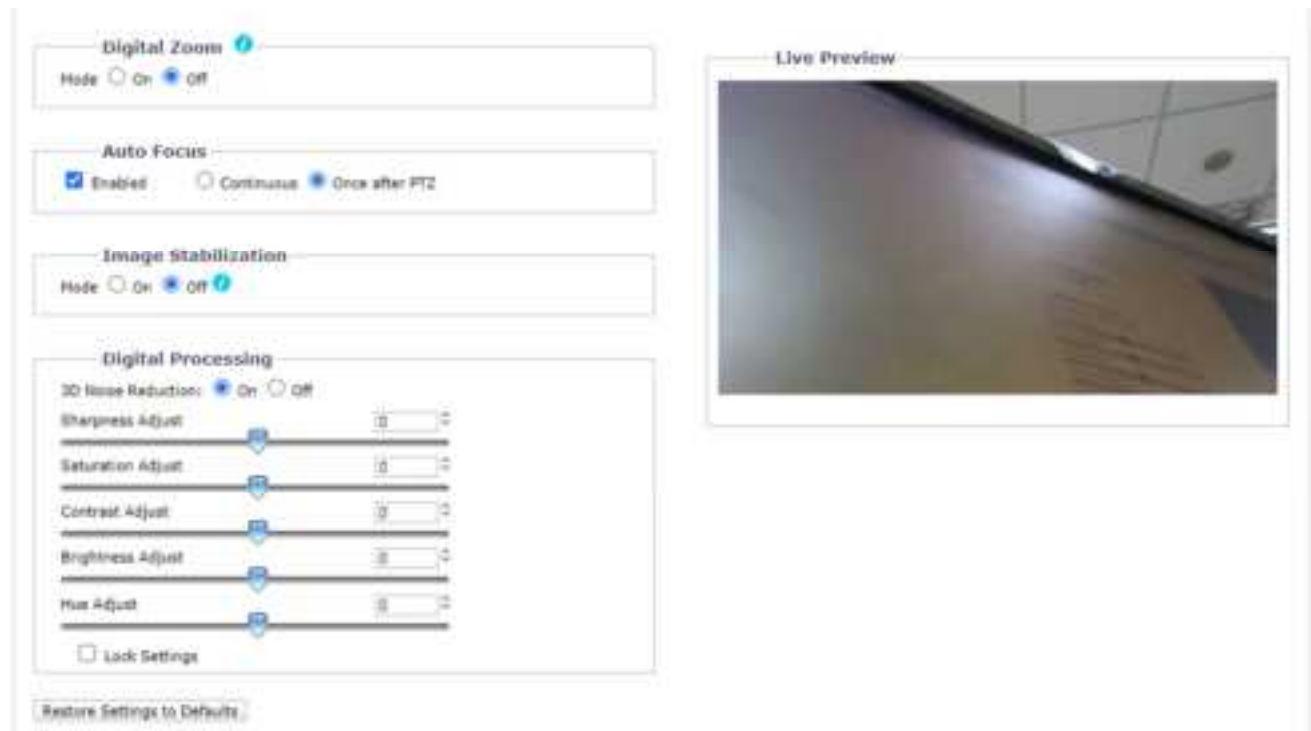 Digital Zoom
Mode On Off
Auto Focus
Enabled Continuous Once after PTZ
Image Stabilization
Mode On Off
Digital Processing
3D Noise Reduction: On Off
Sharpness Adjust 0
Saturation Adjust 0
Contrast Adjust 0
Brightness Adjust 0
Hue Adjust 0
Lock Settings
Restore Settings to Defaults
Live Preview